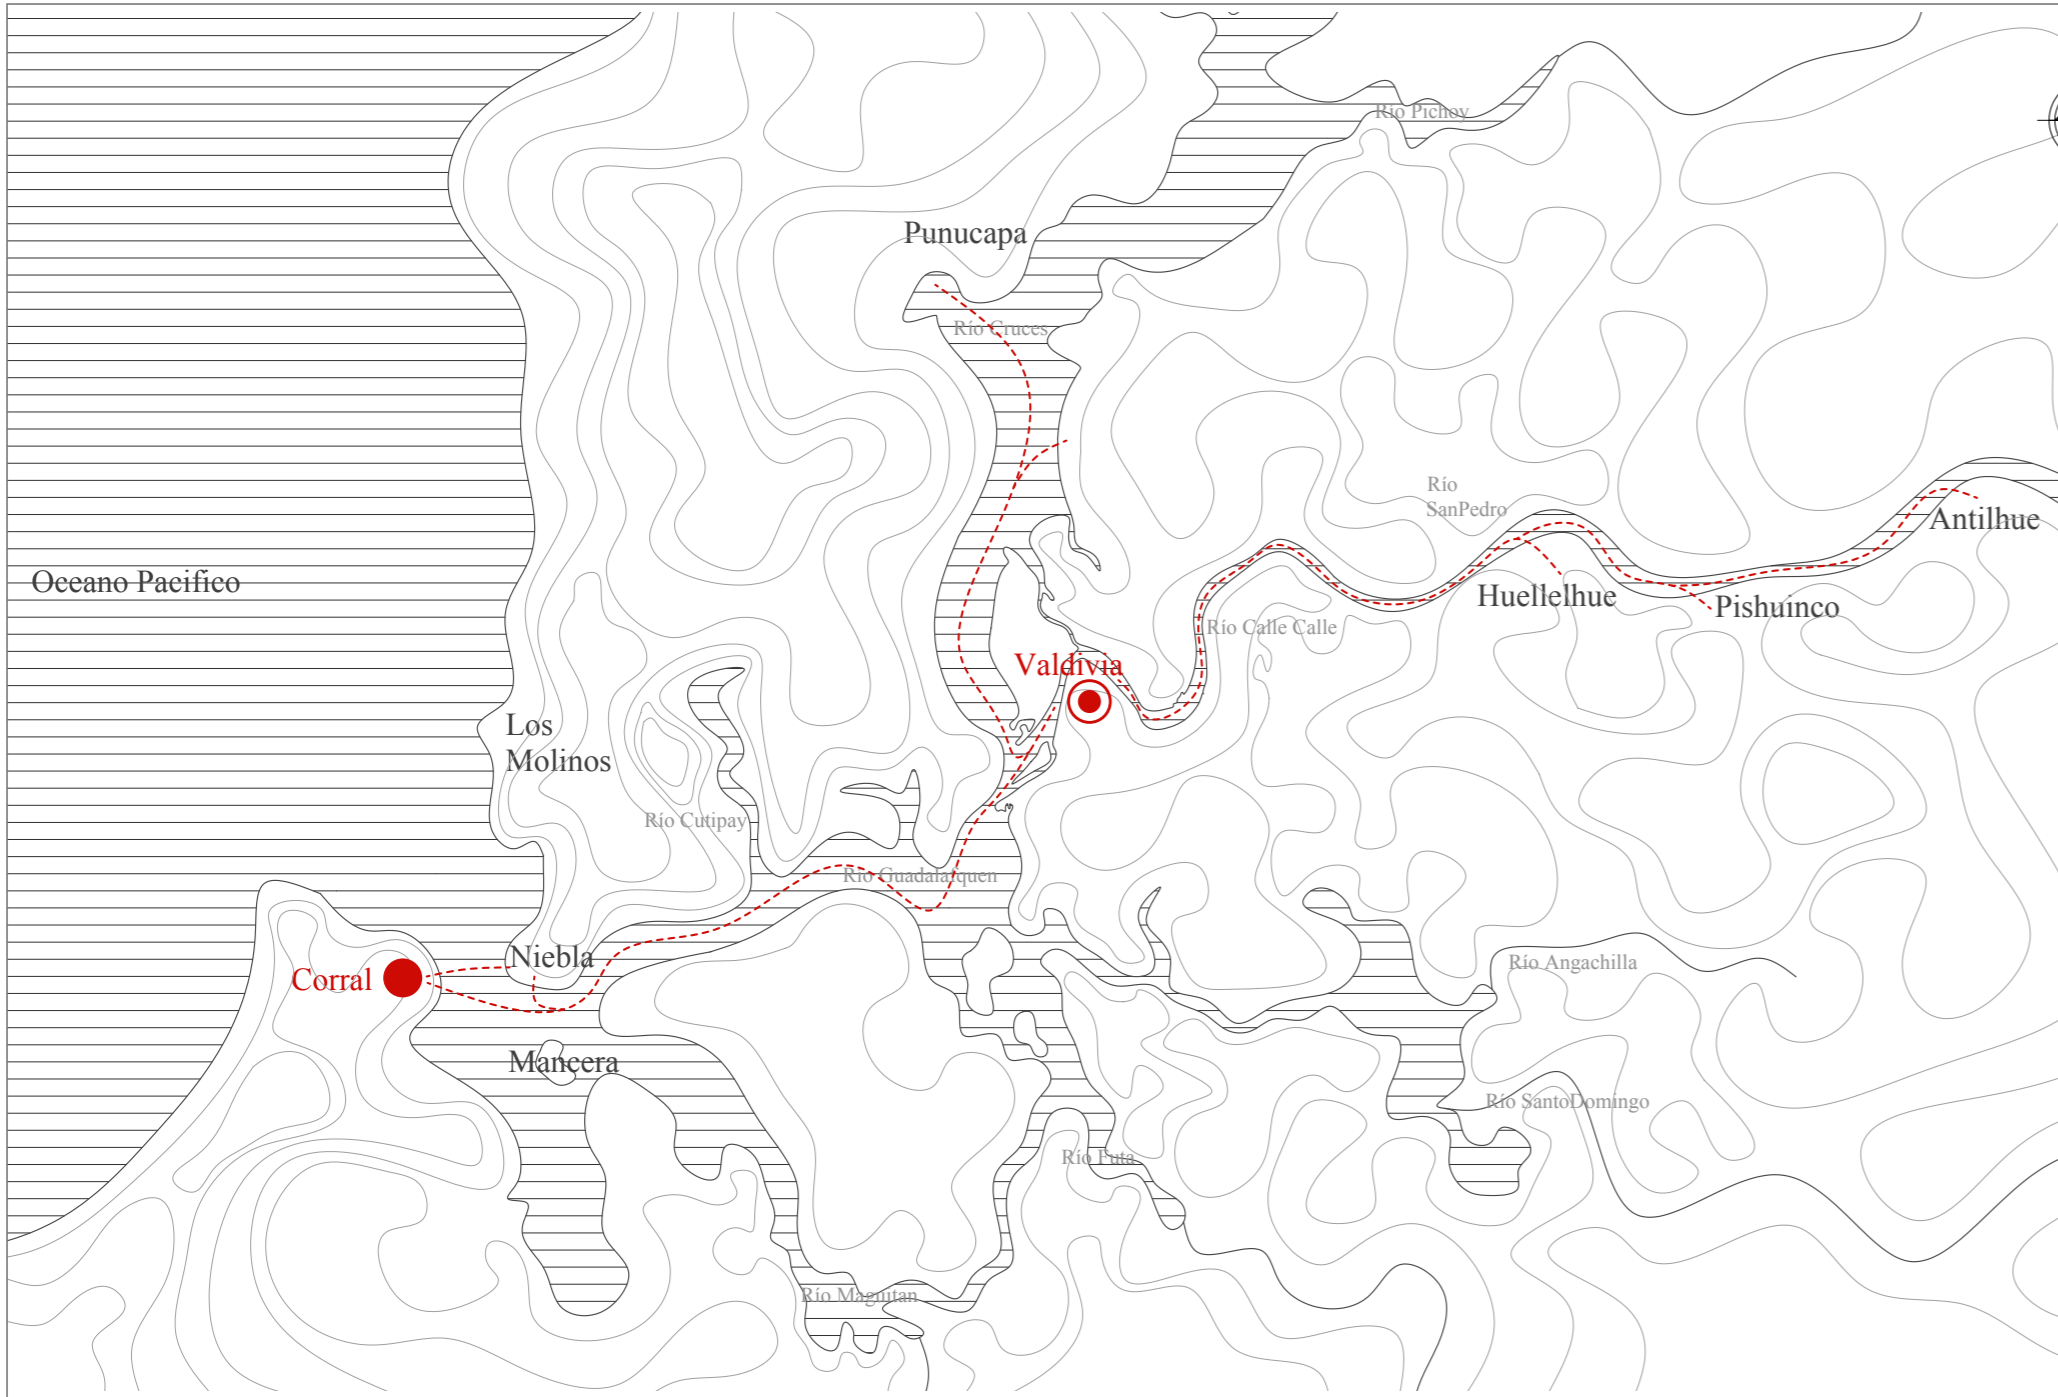 Río Pichoy
Punucapa
Río Cruces
Río
SanPedro
Antilhue
Oceano Pacifico
Huellelhue
Pishuinco
Río Calle Calle
Valdivia
Los
Molinos
Río Cutipay
Río Guadalafquen
Niebla
Río Angachilla
Corral
Mancera
Río SantoDomingo
Río Futa
Río Maguitan